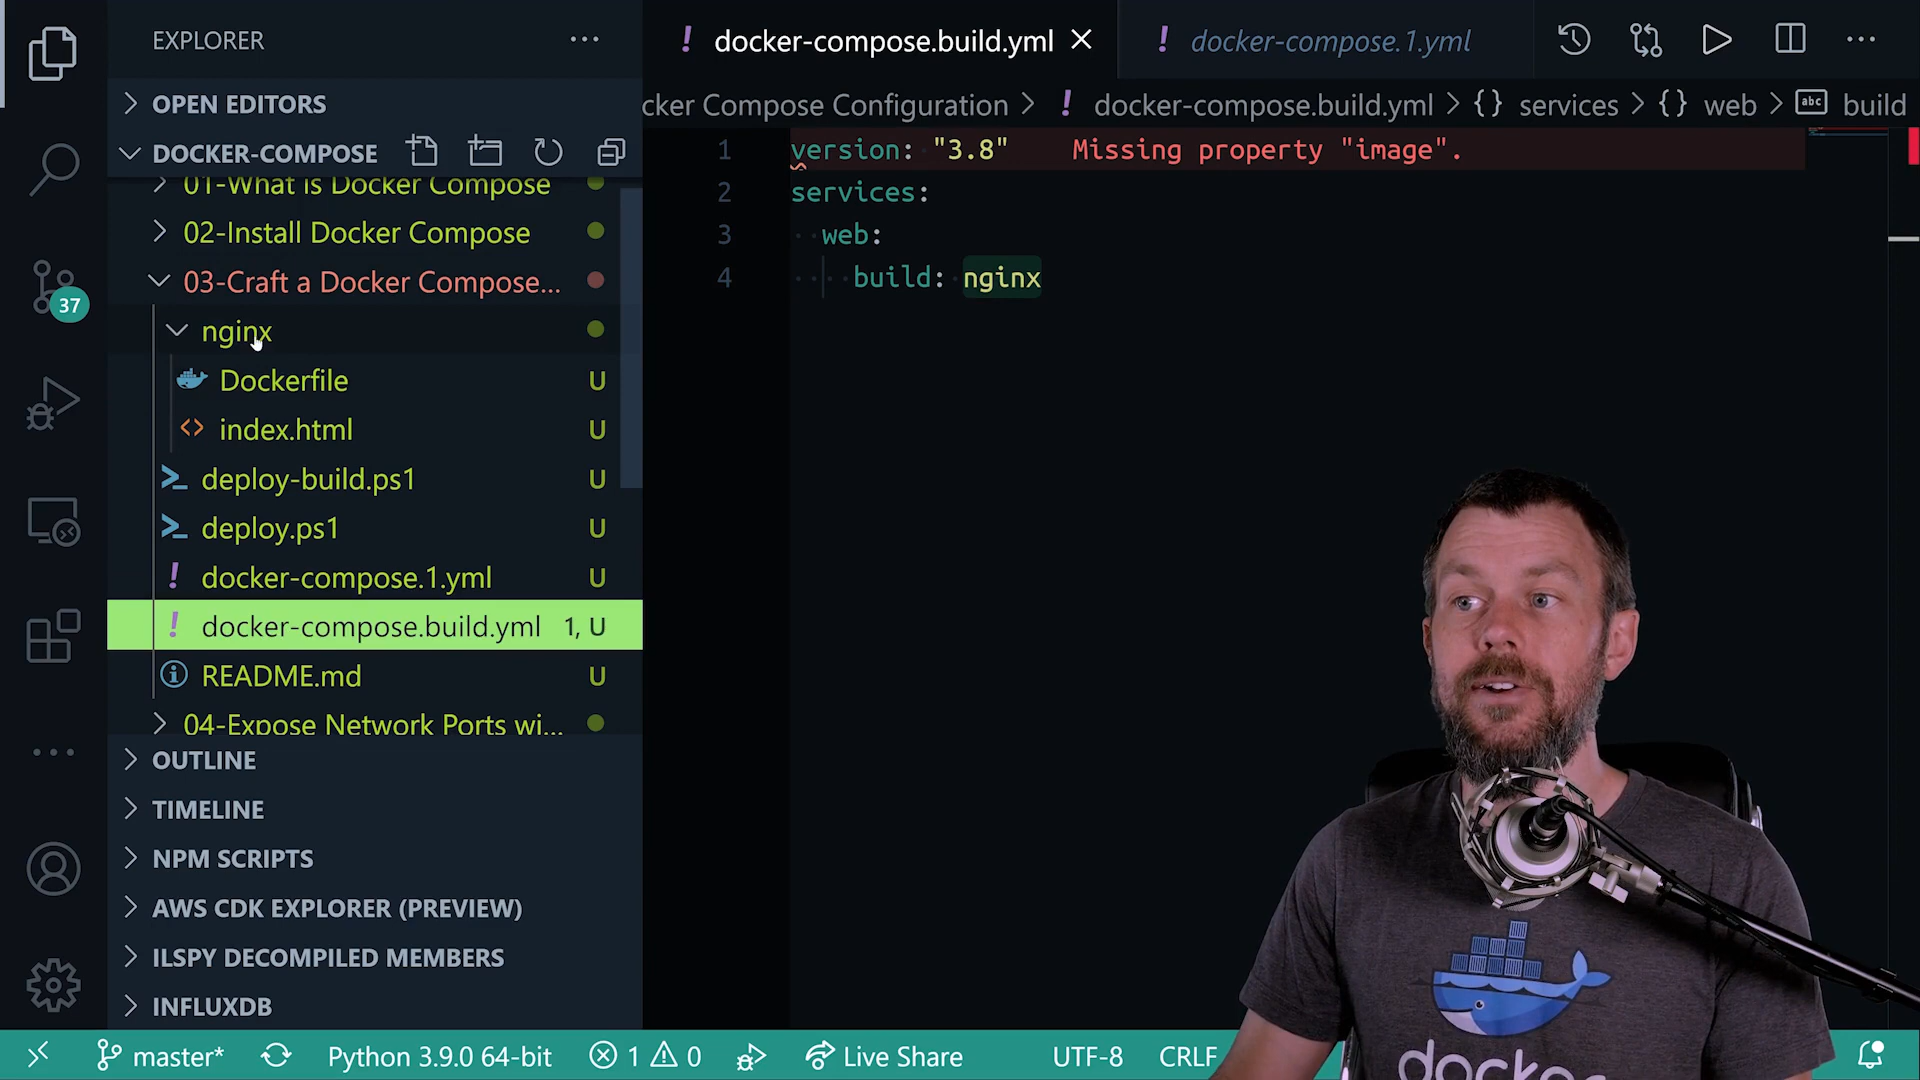 EXPLORER
OPEN EDITORS
DOCKER-COMPOSE
01-What is Docker Compose
02-Install Docker Compose
03-Craft a Docker Compose...
nginx
Dockerfile U
index.html U
deploy-build.ps1 U
deploy.ps1 U
docker-compose.1.yml U
docker-compose.build.yml 1, U
README.md U
04-Expose Network Ports wi...
OUTLINE
TIMELINE
NPM SCRIPTS
AWS CDK EXPLORER (PREVIEW)
ILSPY DECOMPILED MEMBERS
INFLUXDB
37
! docker-compose.build.yml
! docker-compose.1.yml
cker Compose Configuration > ! docker-compose.build.yml > {} services > {} web > abc build
1 version: "3.8" Missing property "image".
2 services:
3 web:
4 build: nginx
docker
master* Python 3.9.0 64-bit 1 0 Live Share UTF-8 CRLF